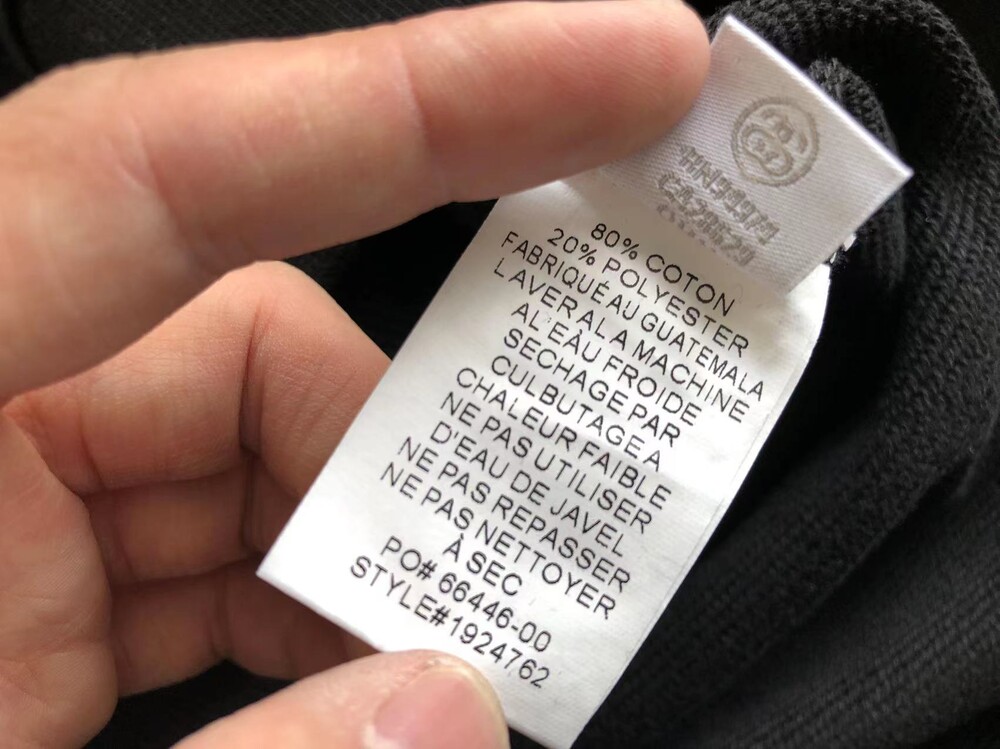 80% COTON
20% POLYESTER
FABRIQUÉ AU GUATEMALA
LAVER A LA MACHINE
A L'EAU FROIDE
SECHAGE PAR
CULBUTAGE A
CHALEUR FAIBLE
NE PAS UTILISER
D'EAU DE JAVEL
NE PAS REPASSER
NE PAS NETTOYER
À SEC
PO# 66446-00
STYLE#1924762